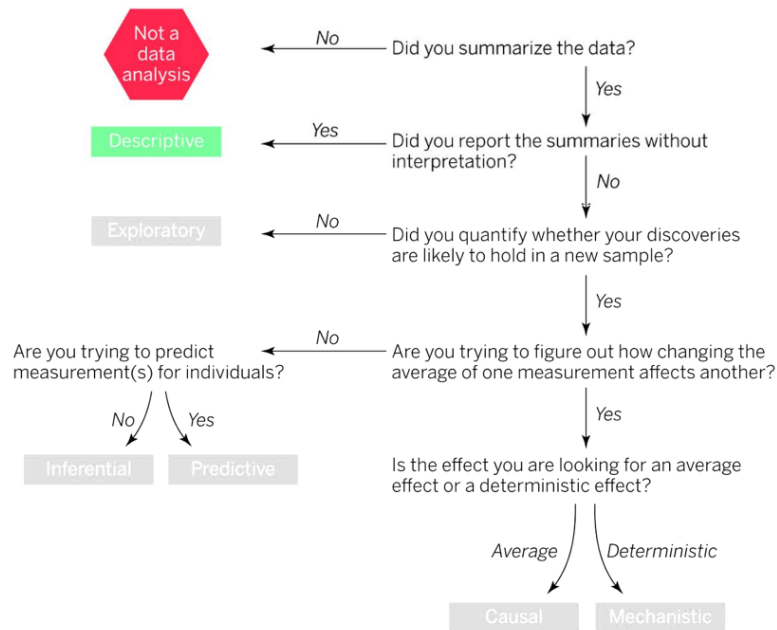 Not a
data
analysis
No
Did you summarize the data?
Yes
Descriptive
Yes
Did you report the summaries without
interpretation?
No
Exploratory
No
Did you quantify whether your discoveries
are likely to hold in a new sample?
Yes
Are you trying to predict
measurement(s) for individuals?
No
Are you trying to figure out how changing the
average of one measurement affects another?
No
Yes
Yes
Inferential
Predictive
Is the effect you are looking for an average
effect or a deterministic effect?
Average
Deterministic
Causal
Mechanistic